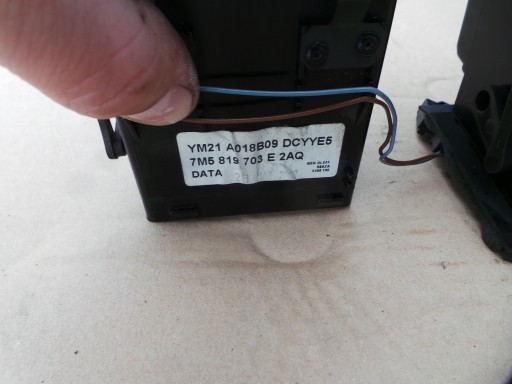 YM21 A018B09 DCYYE5
7M5 819 703 E 2AQ
DATA